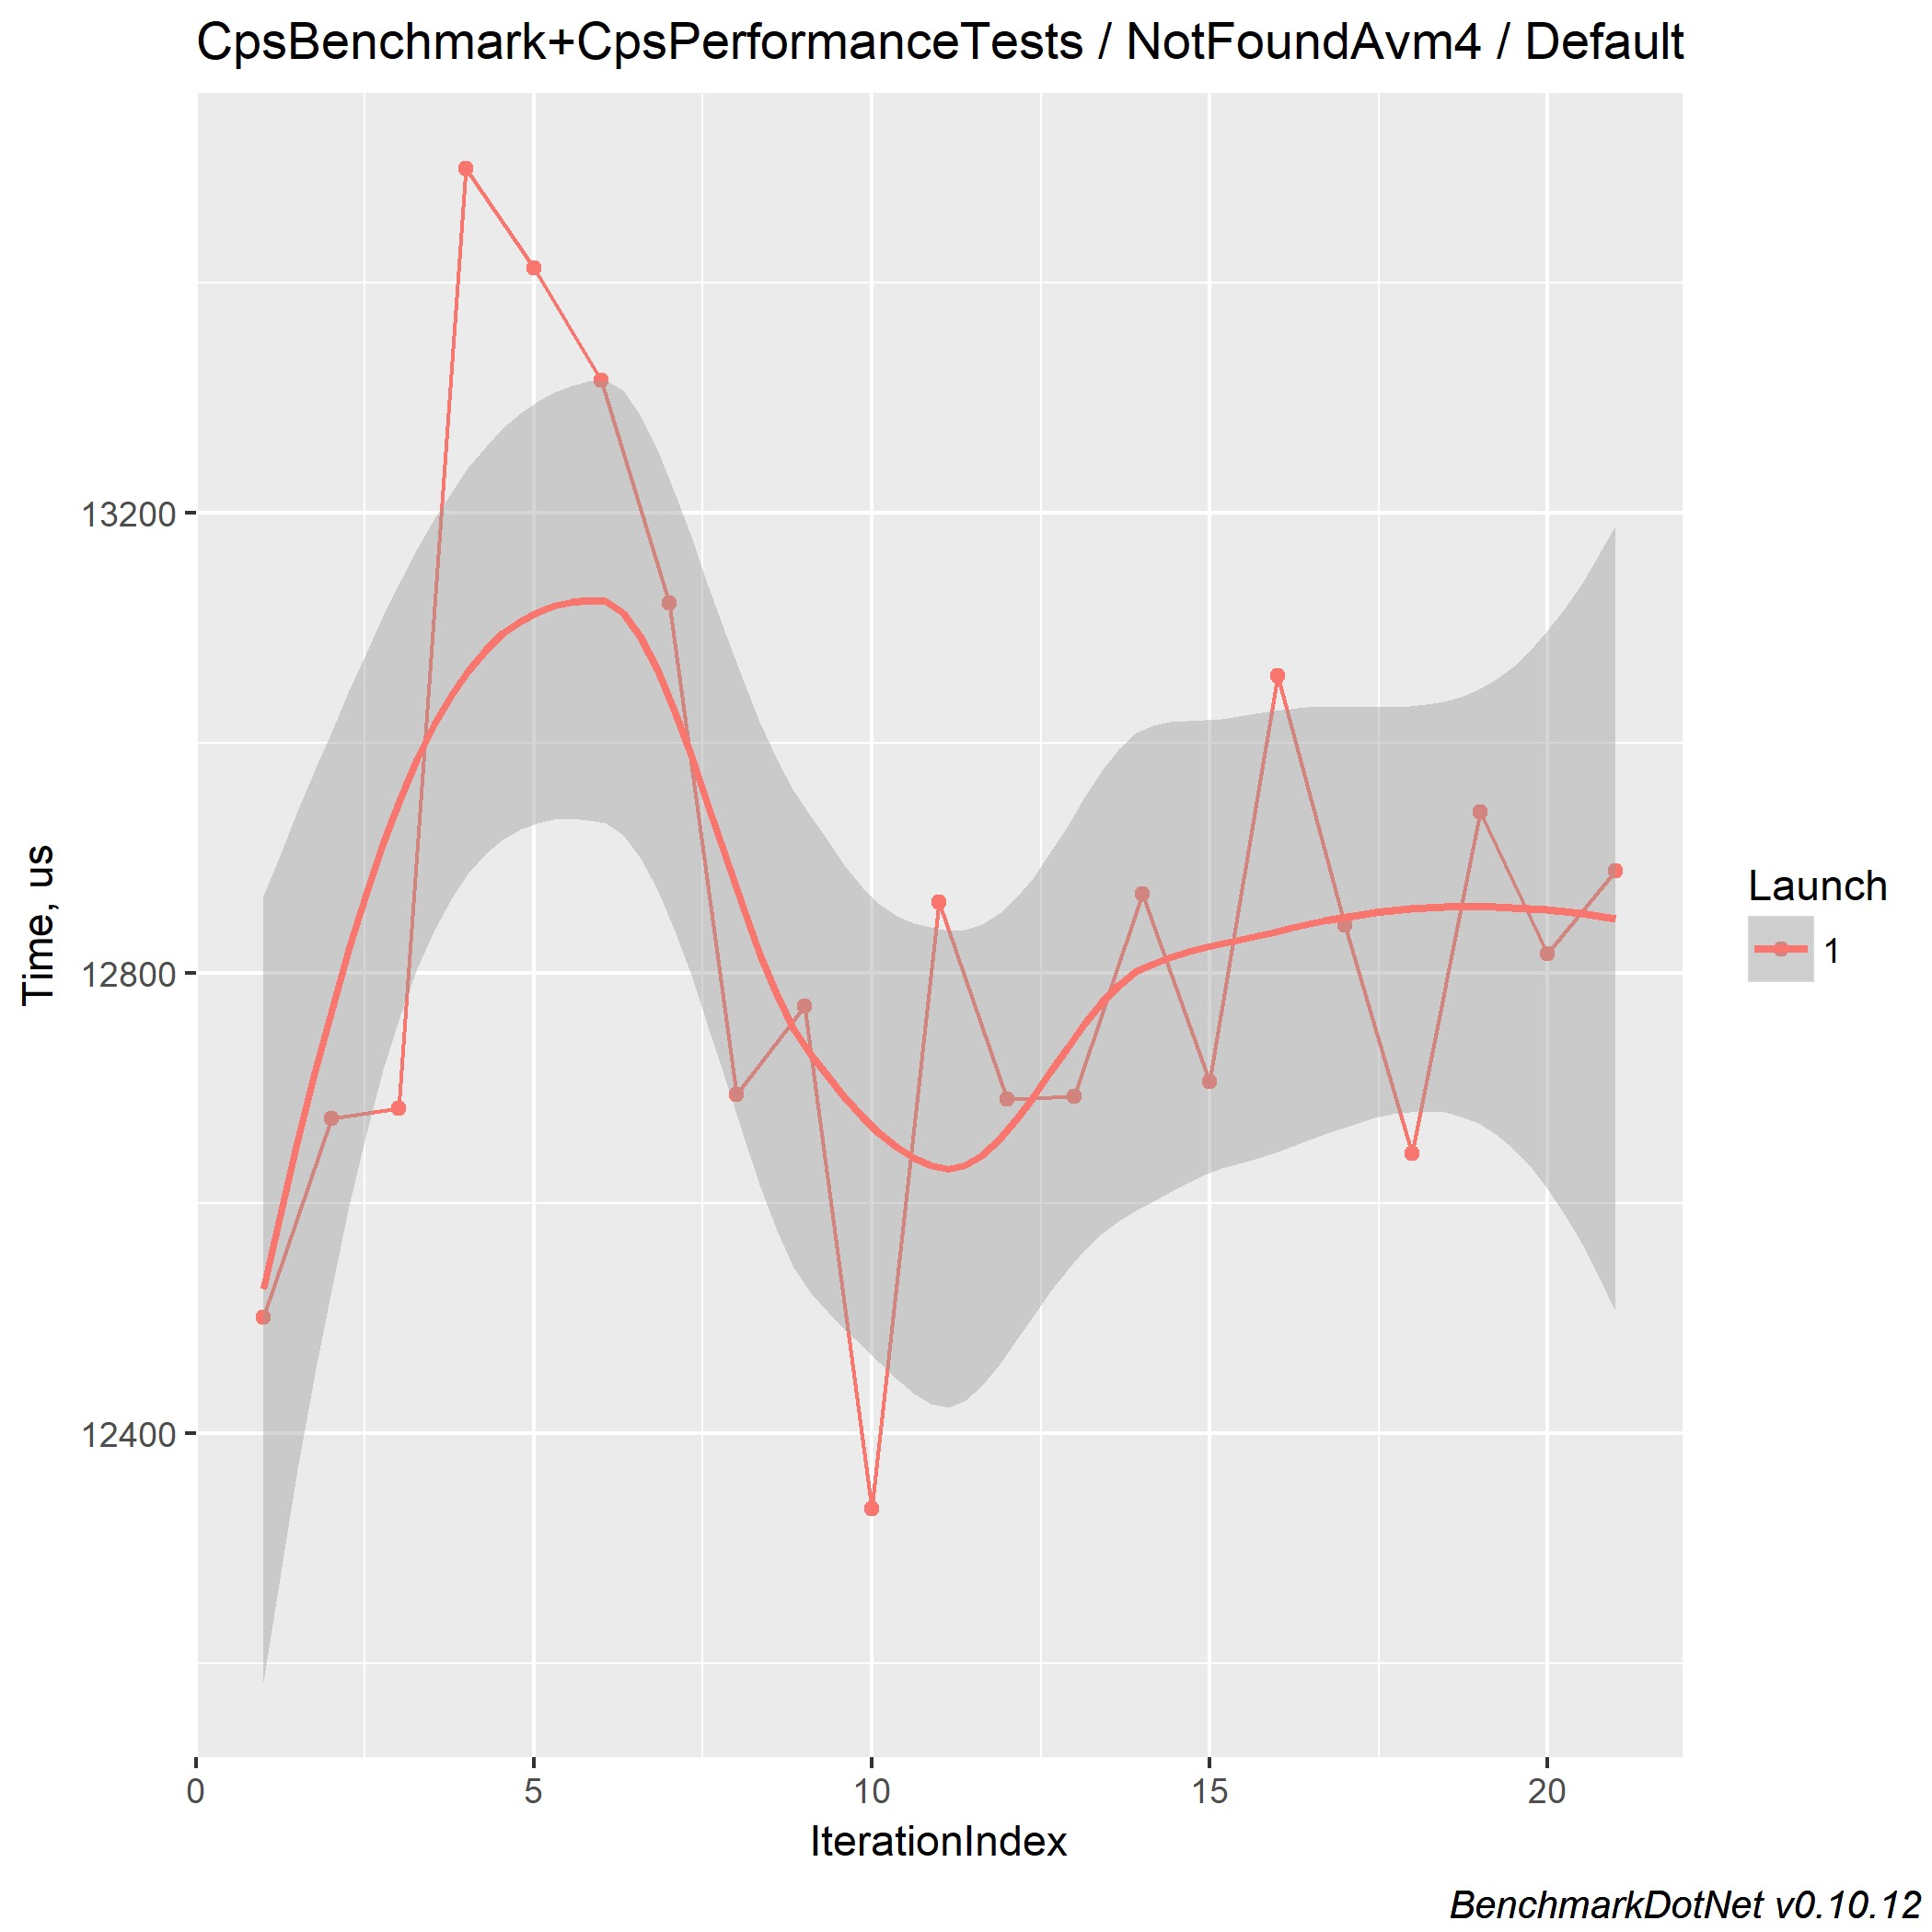 CpsBenchmark+CpsPerformanceTests / NotFoundAvm4 / Default
13200
12800
12400
Time, us
0 5 10 15 20
IterationIndex
Launch
1
BenchmarkDotNet v0.10.12